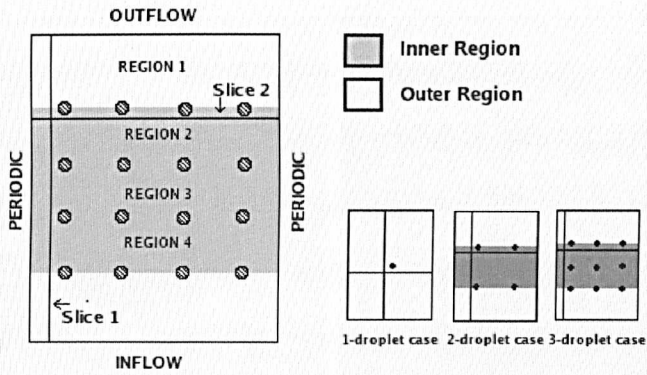 OUTFLOW
REGION 1
Slice 2
REGION 2
REGION 3
REGION 4
Slice 1
INFLOW
PERIODIC
PERIODIC
Inner Region
Outer Region
1-droplet case
2-droplet case
3-droplet case